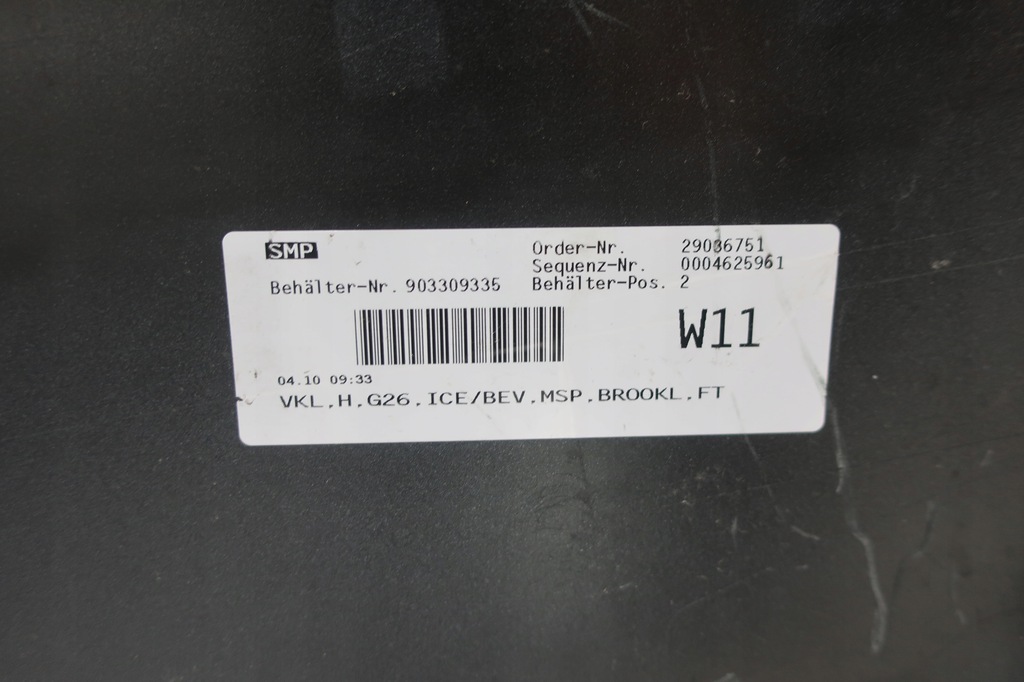 SMP
Order-Nr. 29036751
Sequenz-Nr. 0004625961
Behälter-Nr. 903309335 Behälter-Pos. 2
W11
04.10 09:33
VKL.H.G26.ICE/BEV.MSP.BROOKL.FT